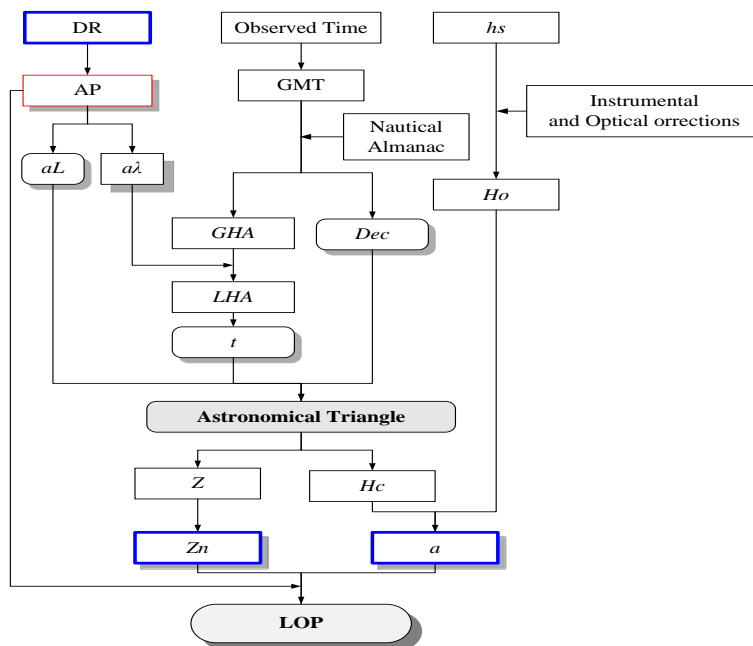 DR
Observed Time
hs
AP
GMT
Instrumental
and Optical orrections
Nautical
Almanac
aL
aλ
Ho
GHA
Dec
LHA
t
Astronomical Triangle
Z
Hc
Zn
a
LOP